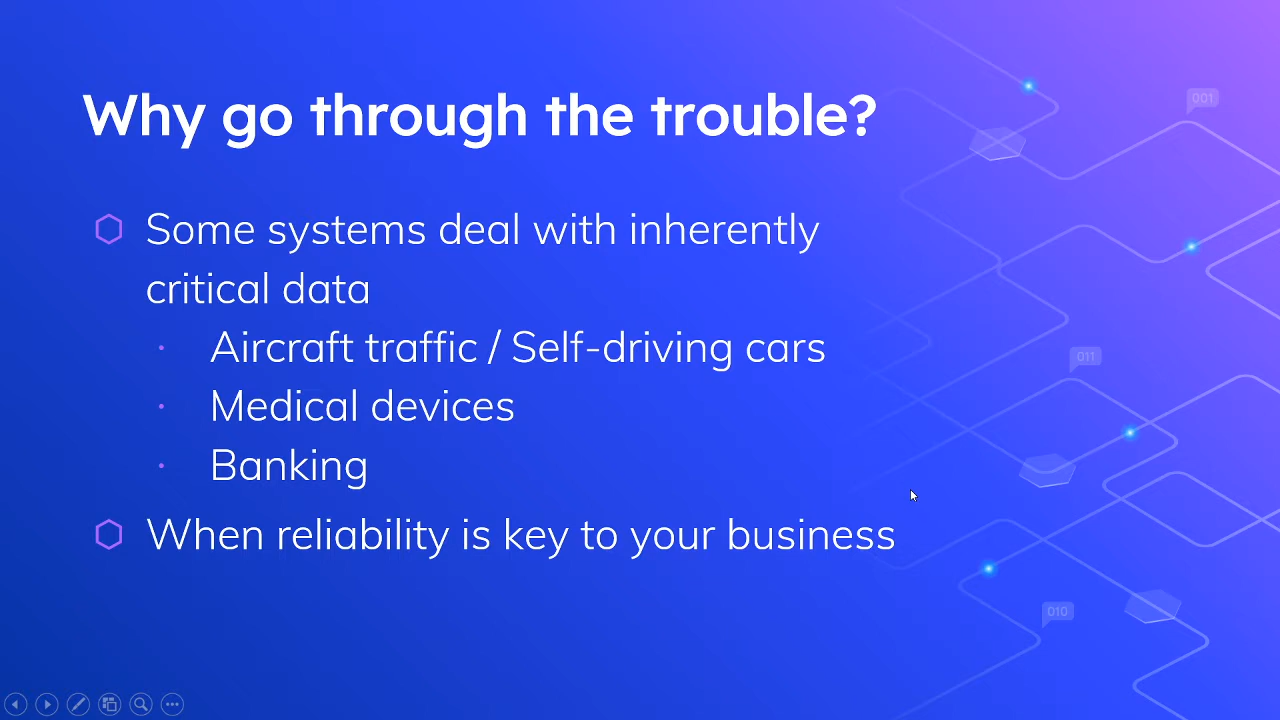 Why go through the trouble?
Some systems deal with inherently
critical data
Aircraft traffic / Self-driving cars
Medical devices
Banking
When reliability is key to your business
001
011
010